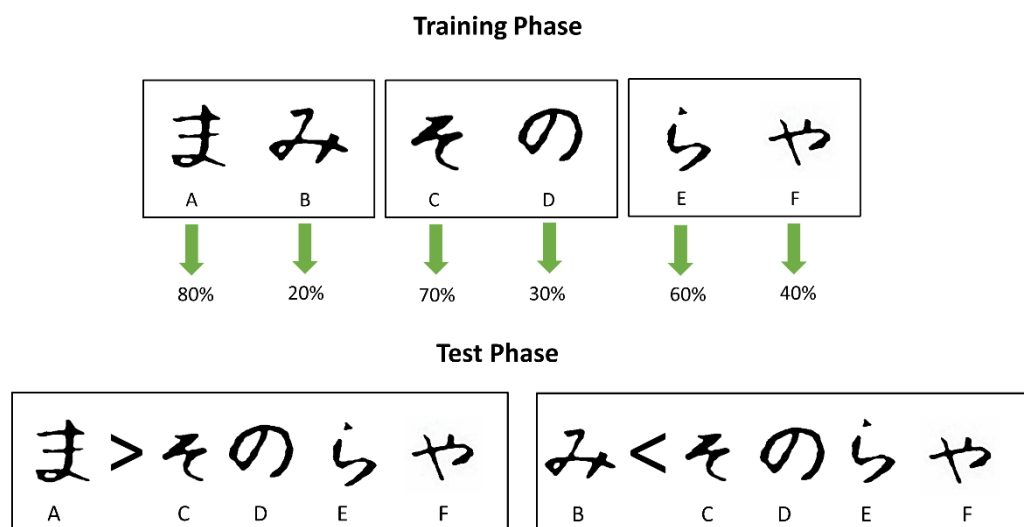 Training Phase
ま み そ の ら や
A B C D E F
80% 20% 70% 30% 60% 40%
Test Phase
ま > そ の ら や み < そ の ら や
A C D E F B C D E F